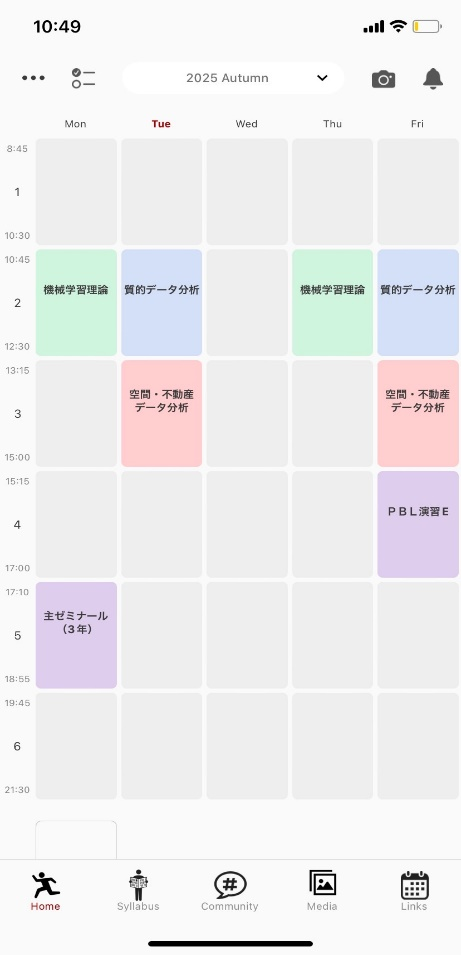 10:49
2025 Autumn
Mon Tue Wed Thu Fri
8:45
1
10:30
10:45
2
機械学習理論 質的データ分析 機械学習理論 質的データ分析
12:30
13:15
3
空間・不動産 空間・不動産
データ分析 データ分析
15:00
15:15
4
ＰＢＬ演習Ｅ
17:00
17:10
5
主ゼミナール
（３年）
18:55
19:45
6
21:30
Home Syllabus Community Media Links